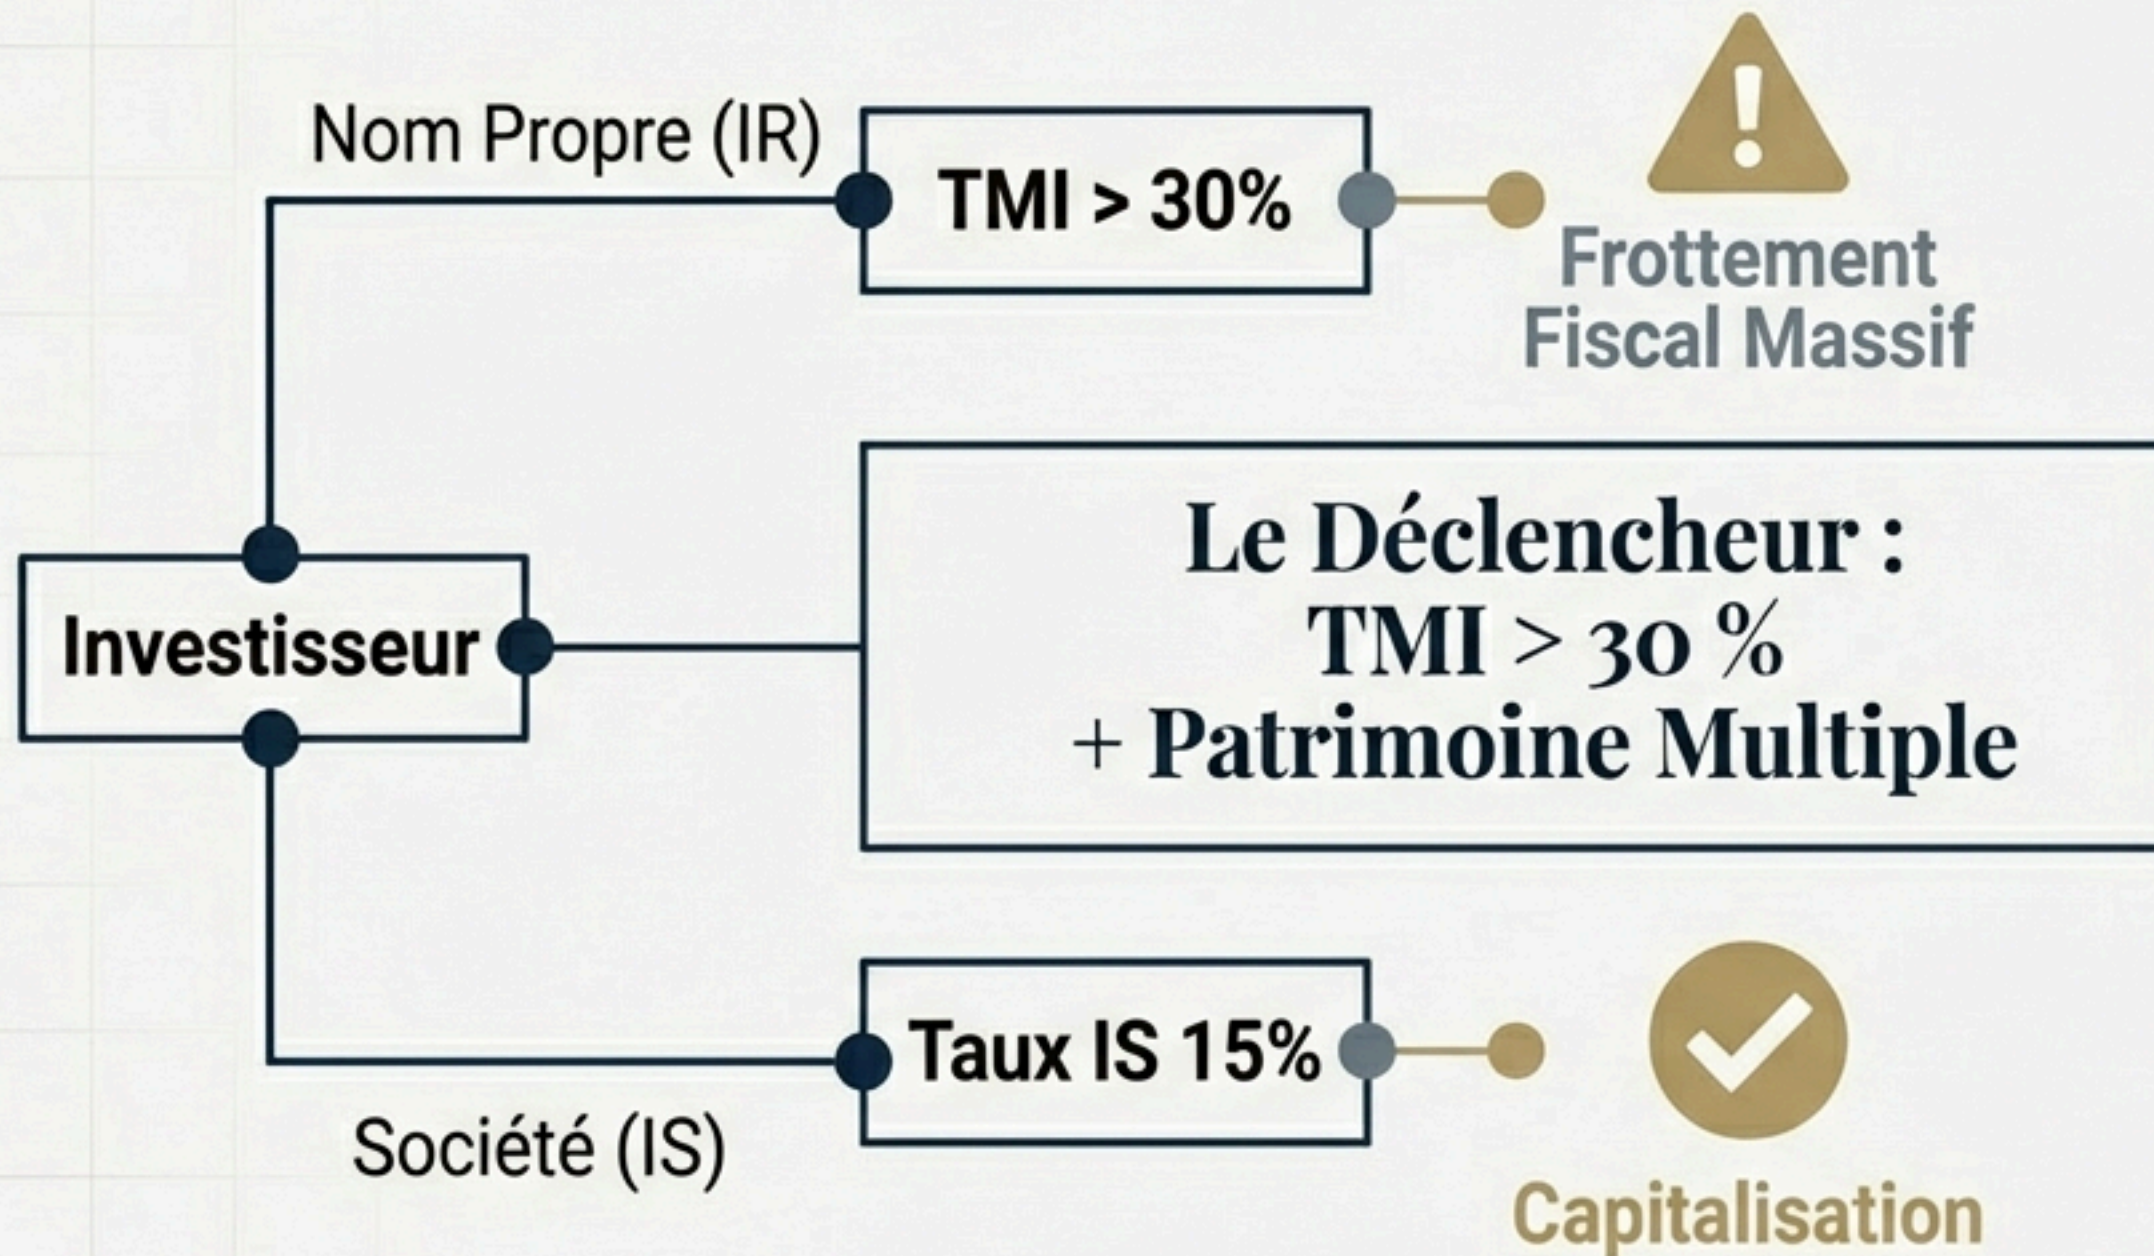 Nom Propre (IR)
TMI > 30%
Frottement
Fiscal Massif
Investisseur
Le Déclencheur :
TMI > 30 %
+ Patrimoine Multiple
Taux IS 15%
Société (IS)
Capitalisation